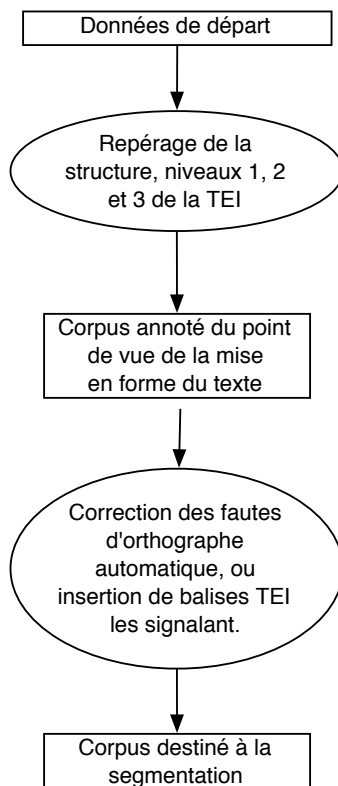 Données de départ
Repérage de la
structure, niveaux 1, 2
et 3 de la TEI
Corpus annoté du point
de vue de la mise
en forme du texte
Correction des fautes
d'orthographe
automatique, ou
insertion de balises TEI
les signalant.
Corpus destiné à la
segmentation